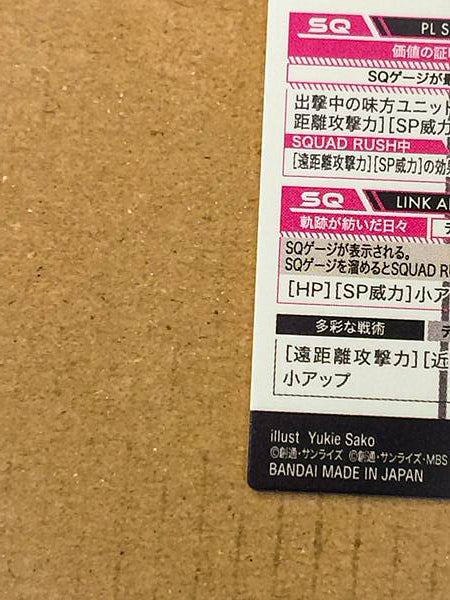 SQ PL S
価値の証
SQゲージが
出撃中の味方ユニッ
距離攻撃力][SP威力
SQUAD RUSH中
[遠距離攻撃力][SP威力]の効
SQ LINK A
軌跡が紡いだ日々
SQゲージが表示される。
SQゲージを溜めるとSQUAD R
[HP][SP威力]小ア
多彩な戦術
[遠距離攻撃力][近
小アップ
illust Yukie Sako
©創通・サンライズ ©創通・サンライズ・MBS
BANDAI MADE IN JAPAN